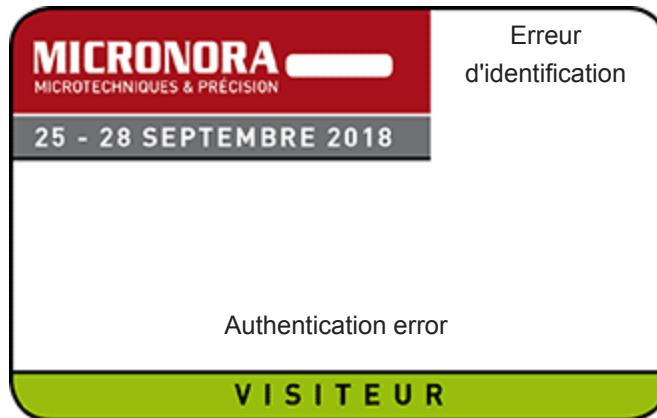 MICRONORA
MICROTECHNIQUES & PRÉCISION
Erreur
d'identification
25 - 28 SEPTEMBRE 2018
Authentication error
VISITEUR